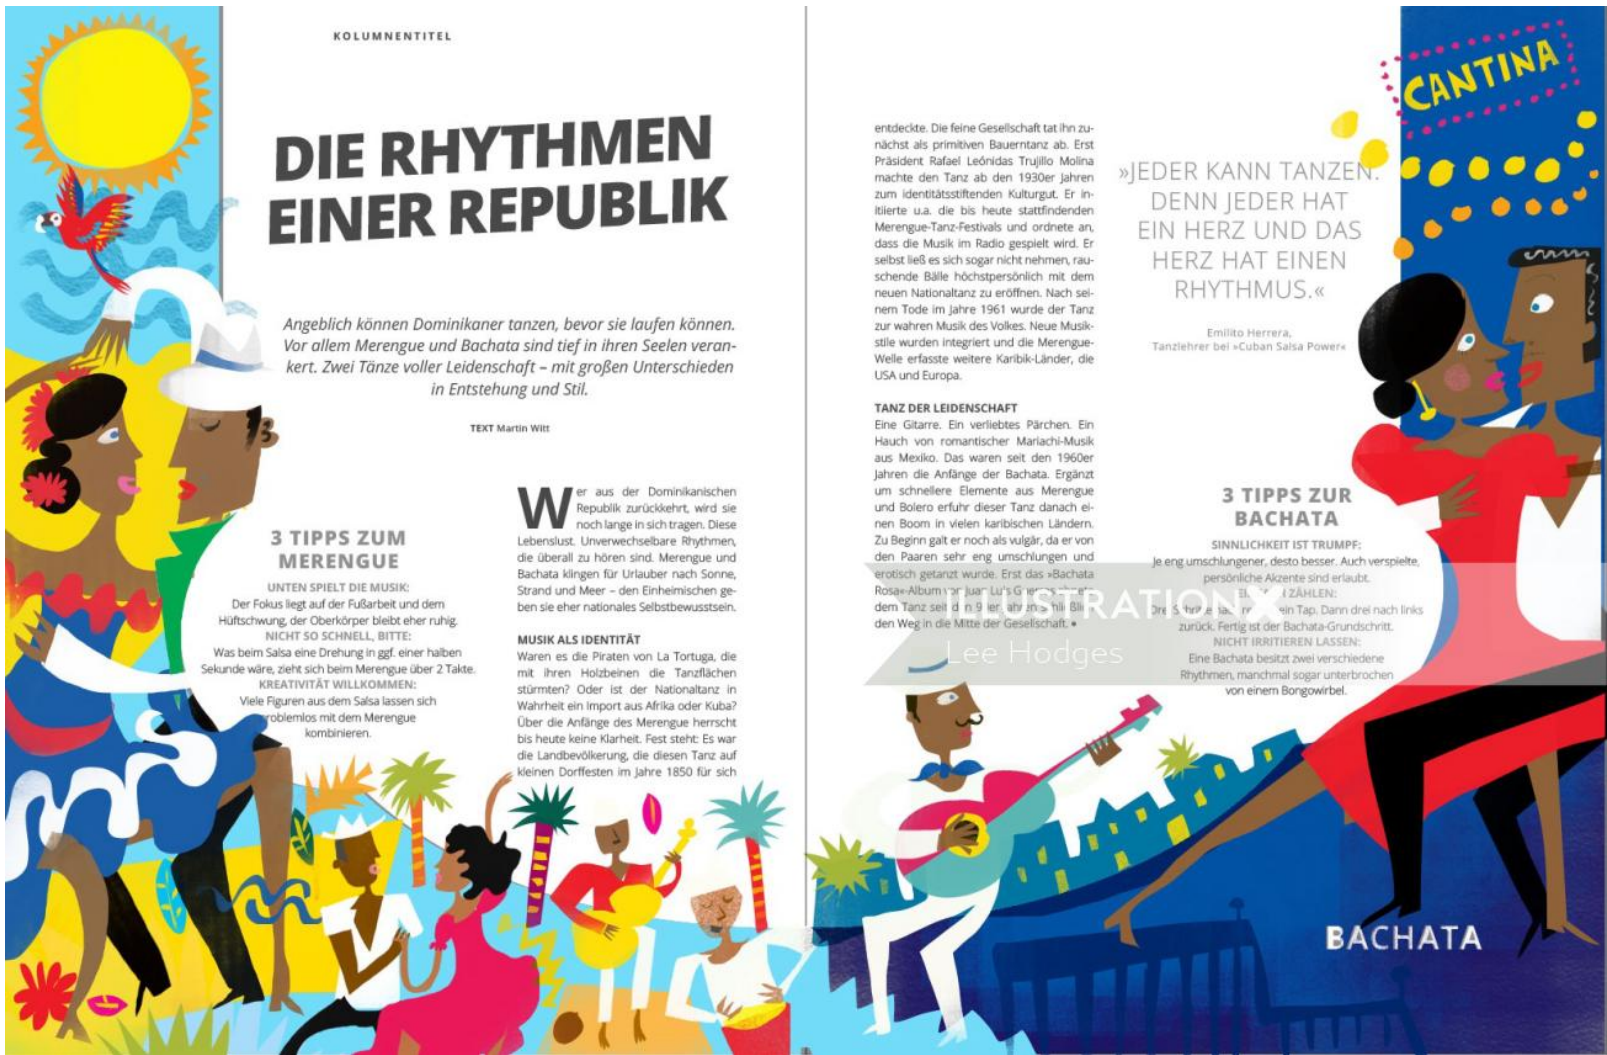 KOLUMNENTITEL
DIE RHYTHMEN
EINER REPUBLIK
Angeblich können Dominikaner tanzen, bevor sie laufen können.
Vor allem Merengue und Bachata sind tief in ihren Seelen veran-
kert. Zwei Tänze voller Leidenschaft – mit großen Unterschieden
in Entstehung und Stil.
TEXT Martin Witt
3 TIPPS ZUM
MERENGUE
UNTEN SPIELT DIE MUSIK:
Der Fokus liegt auf der Fußarbeit und dem
Hüftschwung, der Oberkörper bleibt eher ruhig.
NICHT SO SCHNELL, BITTE:
Was beim Salsa eine Drehung in ggf. einer halben
Sekunde wäre, zieht sich beim Merengue über 2 Takte.
KREATIVITÄT WILLKOMMEN:
Viele Figuren aus dem Salsa lassen sich
problemlos mit dem Merengue
kombinieren.
Wer aus der Dominikanischen
Republik zurückkehrt, wird sie
noch lange in sich tragen. Diese
Lebenslust. Unverwechselbare Rhythmen,
die überall zu hören sind. Merengue und
Bachata klingen für Urlauber nach Sonne,
Strand und Meer – den Einheimischen ge-
ben sie eher nationales Selbstbewusstsein.
MUSIK ALS IDENTITÄT
Waren es die Piraten von La Tortuga, die
mit ihren Holzbeinen die Tanzflächen
stürmten? Oder ist der Nationaltanz in
Wahrheit ein Import aus Afrika oder Kuba?
Über die Anfänge des Merengue herrscht
bis heute keine Klarheit. Fest steht: Es war
die Landbevölkerung, die diesen Tanz auf
kleinen Dorffesten im Jahre 1850 für sich
entdeckte. Die feine Gesellschaft tat ihn zu-
nächst als primitiven Bauerntanz ab. Erst
Präsident Rafael Leónidas Trujillo Molina
machte den Tanz ab den 1930er Jahren
zum identitätsstiftenden Kulturgut. Er in-
itiierte u.a. die bis heute stattfindenden
Merengue-Tanz-Festivals und ordnete an,
dass die Musik im Radio gespielt wird. Er
selbst ließ es sich sogar nicht nehmen, rau-
schende Bälle höchstpersönlich mit dem
neuen Nationaltanz zu eröffnen. Nach sei-
nem Tode im Jahre 1961 wurde der Tanz
zur wahren Musik des Volkes. Neue Musik-
stile wurden integriert und die Merengue-
Welle erfasste weitere Karibik-Länder, die
USA und Europa.
TANZ DER LEIDENSCHAFT
Eine Gitarre. Ein verliebtes Pärchen. Ein
Hauch von romantischer Mariachi-Musik
aus Mexiko. Das waren seit den 1960er
Jahren die Anfänge der Bachata. Ergänzt
um schnellere Elemente aus Merengue
und Bolero erfuhr dieser Tanz danach ei-
nen Boom in vielen karibischen Ländern.
Zu Beginn galt er noch als vulgär, da er von
den Paaren sehr eng umschlungen und
erotisch getanzt wurde. Erst das »Bachata
Rosa«-Album von Juan Luis
dem Tanz seit den
den Weg in die Mitte der Gesellschaft. •
»JEDER KANN TANZEN.
DENN JEDER HAT
EIN HERZ UND DAS
HERZ HAT EINEN
RHYTHMUS.«
Emilito Herrera,
Tanzlehrer bei »Cuban Salsa Power«
3 TIPPS ZUR
BACHATA
SINNLICHKEIT IST TRUMPF:
Je eng umschlungener, desto besser. Auch verspielte,
persönliche Akzente sind erlaubt.
ZÄHLEN:
Drei Schritte nach ein Tap. Dann drei nach links
zurück. Fertig ist der Bachata-Grundschritt.
NICHT IRRITIEREN LASSEN:
Eine Bachata besitzt zwei verschiedene
Rhythmen, manchmal sogar unterbrochen
von einem Bongowirbel.
CANTINA
BACHATA
ILLUSTRATION X
Lee Hodges